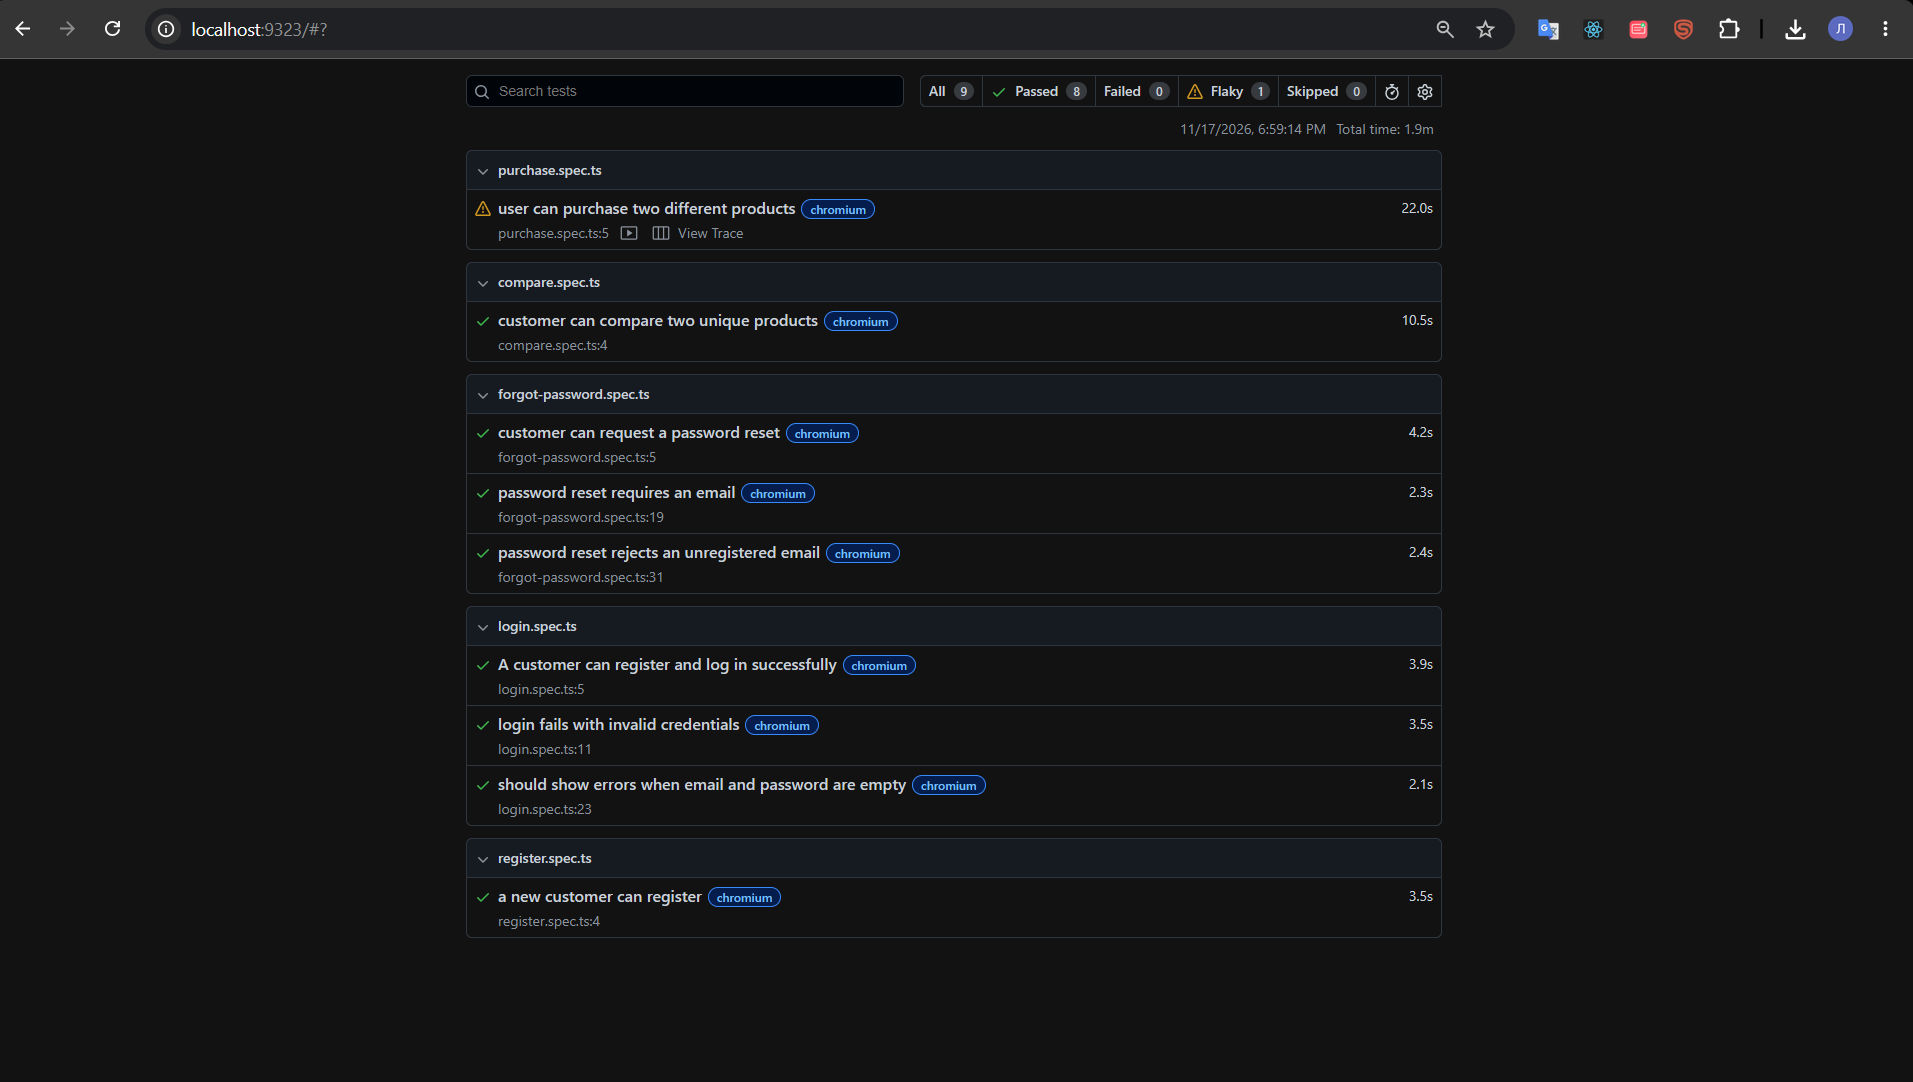 localhost:9323/#?
Search tests
All 9 Passed 8 Failed 0 Flaky 1 Skipped 0
11/17/2026, 6:59:14 PM Total time: 1.9m
purchase.spec.ts
user can purchase two different products chromium 22.0s
purchase.spec.ts:5 View Trace
compare.spec.ts
customer can compare two unique products chromium 10.5s
compare.spec.ts:4
forgot-password.spec.ts
customer can request a password reset chromium 4.2s
forgot-password.spec.ts:5
password reset requires an email chromium 2.3s
forgot-password.spec.ts:19
password reset rejects an unregistered email chromium 2.4s
forgot-password.spec.ts:31
login.spec.ts
A customer can register and log in successfully chromium 3.9s
login.spec.ts:5
login fails with invalid credentials chromium 3.5s
login.spec.ts:11
should show errors when email and password are empty chromium 2.1s
login.spec.ts:23
register.spec.ts
a new customer can register chromium 3.5s
register.spec.ts:4